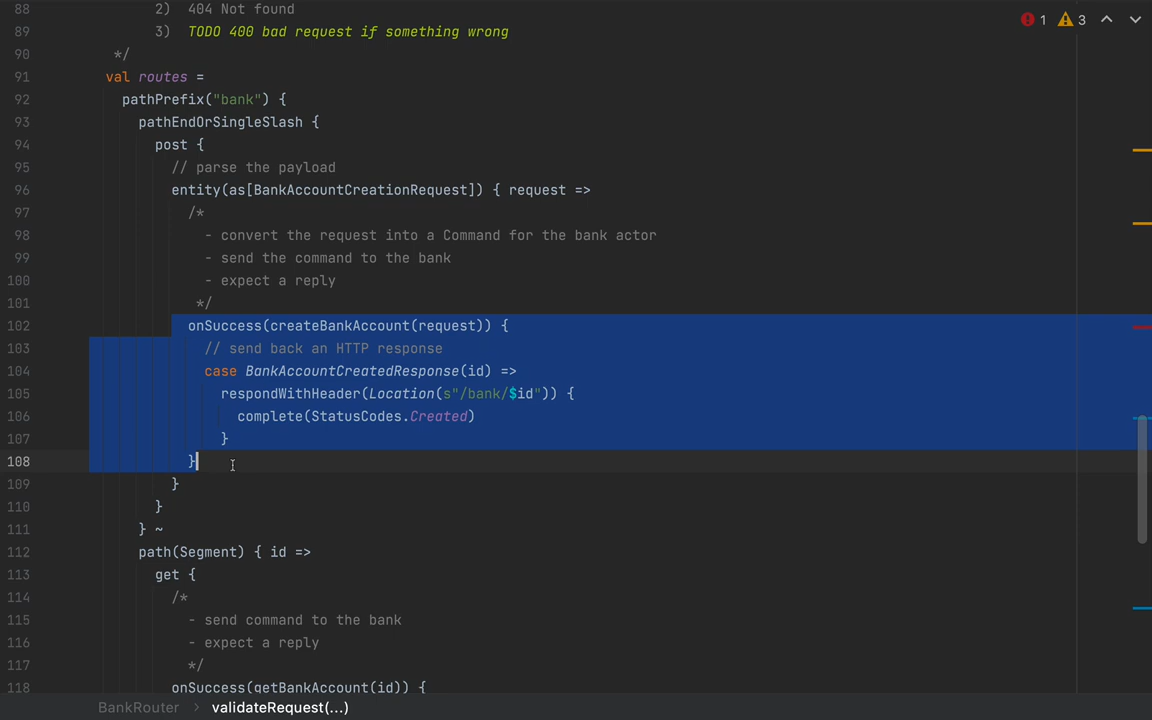 1 3
88 2) 404 Not found
89 3) TODO 400 bad request if something wrong
90 */
91 val routes =
92 pathPrefix("bank") {
93 pathEndOrSingleSlash {
94 post {
95 // parse the payload
96 entity(as[BankAccountCreationRequest]) { request =>
97 /*
98 - convert the request into a Command for the bank actor
99 - send the command to the bank
100 - expect a reply
101 */
102 onSuccess(createBankAccount(request)) {
103 // send back an HTTP response
104 case BankAccountCreatedResponse(id) =>
105 respondWithHeader(Location(s"/bank/$id")) {
106 complete(StatusCodes.Created)
107 }
108 }
109 }
110 }
111 } ~
112 path(Segment) { id =>
113 get {
114 /*
115 - send command to the bank
116 - expect a reply
117 */
118 onSuccess(getBankAccount(id)) {
BankRouter > validateRequest(...)